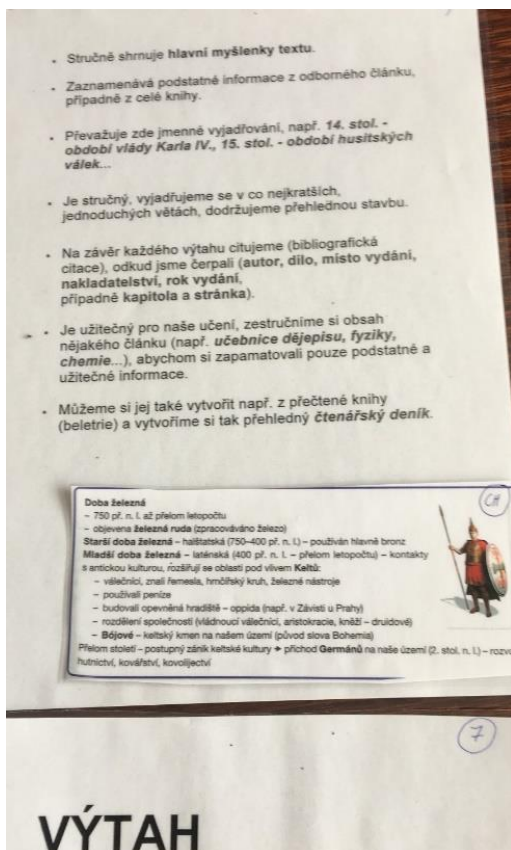 • Stručně shrnuje hlavní myšlenky textu.
• Zaznamenává podstatné informace z odborného článku,
případně z celé knihy.
• Převažuje zde jmenné vyjadřování, např. 14. stol. -
období vlády Karla IV., 15. stol. - období husitských
válek...
• Je stručný, vyjadřujeme se v co nejkratších,
jednoduchých větách, dodržujeme přehlednou stavbu.
• Na závěr každého výtahu citujeme (bibliografická
citace), odkud jsme čerpali (autor, dílo, místo vydání,
nakladatelství, rok vydání,
případně kapitola a stránka).
• Je užitečný pro naše učení, zestručníme si obsah
nějakého článku (např. učebnice dějepisu, fyziky,
chemie...), abychom si zapamatovali pouze podstatné a
užitečné informace.
• Můžeme si jej také vytvořit např. z přečtené knihy
(beletrie) a vytvoříme si tak přehledný čtenářský deník.
CH
Doba železná
– 750 př. n. l. až přelom letopočtu
– objevena železná ruda (zpracováváno železo)
Starší doba železná – halštatská (750–400 př. n. l.) – používán hlavně bronz
Mladší doba železná – laténská (400 př. n. l. – přelom letopočtu) – kontakty
s antickou kulturou, rozšiřují se oblasti pod vlivem Keltů:
– válečníci, znali řemesla, hrnčířský kruh, železné nástroje
– používali peníze
– budovali opevněná hradiště – oppida (např. v Závisti u Prahy)
– rozdělení společnosti (vládnoucí válečníci, aristokracie, kněží – druidové)
– Bójové – keltský kmen na našem území (původ slova Bohemia)
Přelom století – postupný zánik keltské kultury → příchod Germánů na naše území (2. stol. n. l.) – rozvo
hutnictví, kovářství, kovolijectví
7
VÝTAH